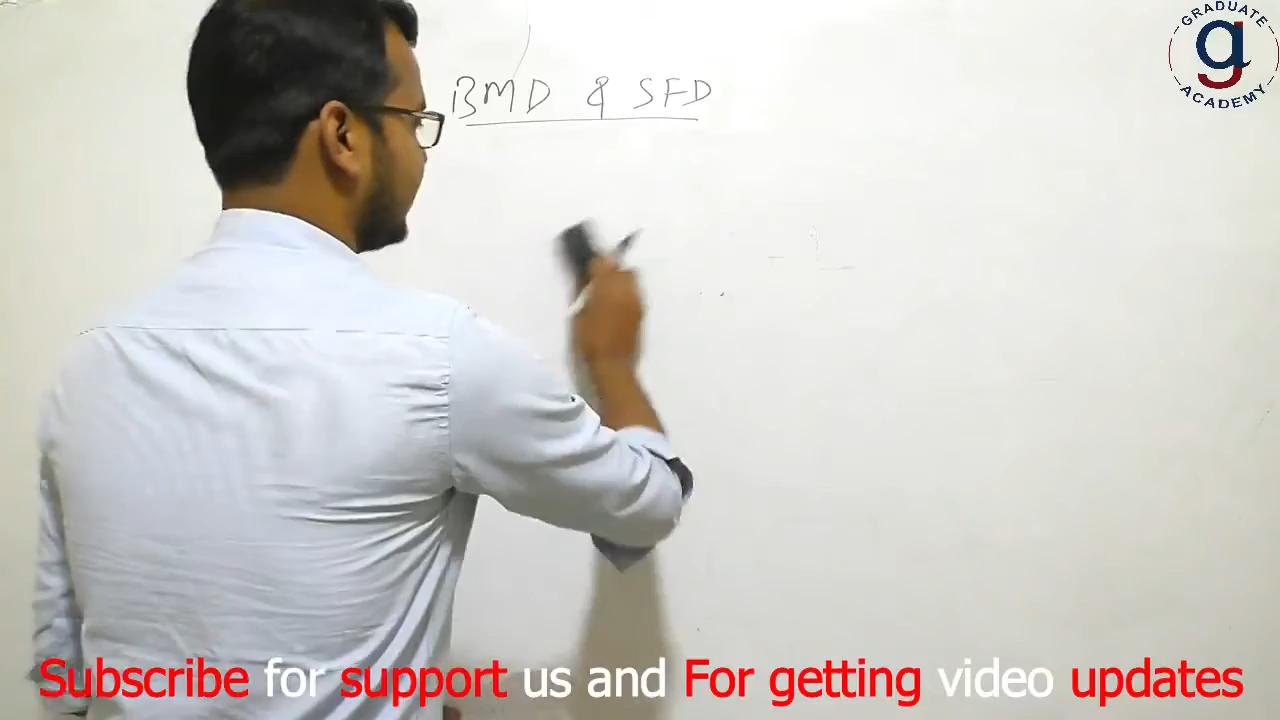 GRADUATE
g
ACADEMY
BMD & SFD
Subscribe for support us and For getting video updates